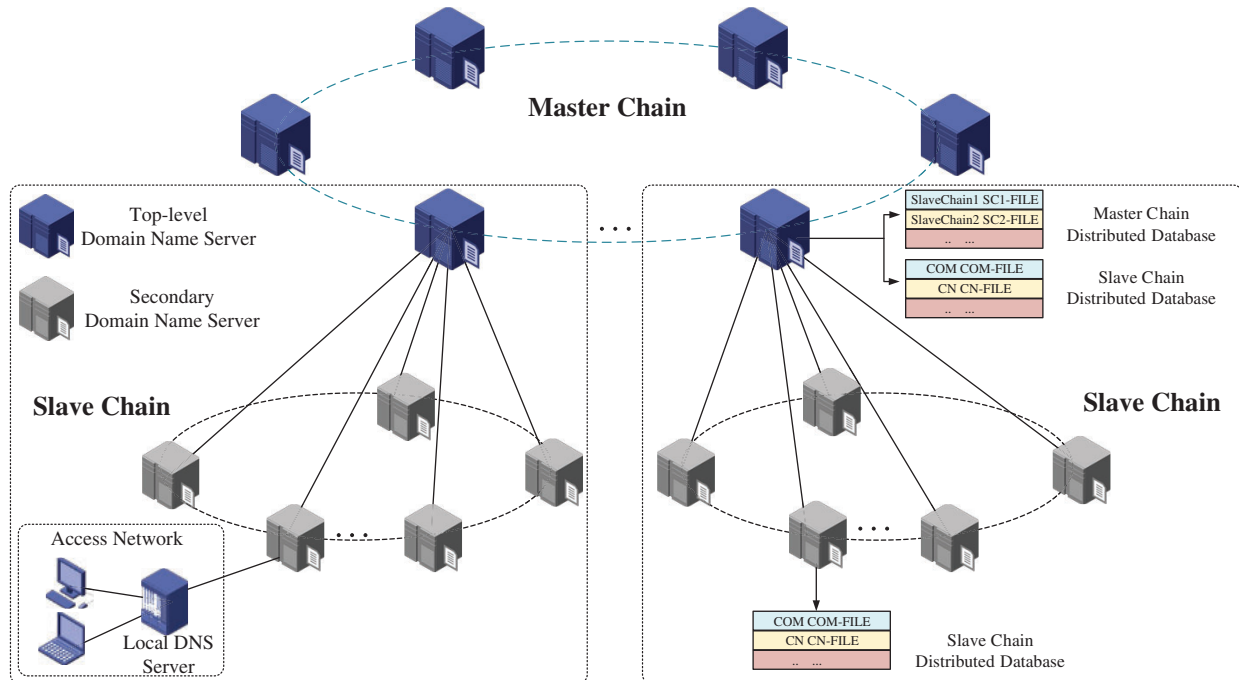 Master Chain
Top-level
Domain Name Server
Secondary
Domain Name Server
Slave Chain
Access Network
Local DNS
Server
...
...
SlaveChain1 SC1-FILE
SlaveChain2 SC2-FILE
.. ...
Master Chain
Distributed Database
COM COM-FILE
CN CN-FILE
.. ...
Slave Chain
Distributed Database
Slave Chain
...
COM COM-FILE
CN CN-FILE
.. ...
Slave Chain
Distributed Database